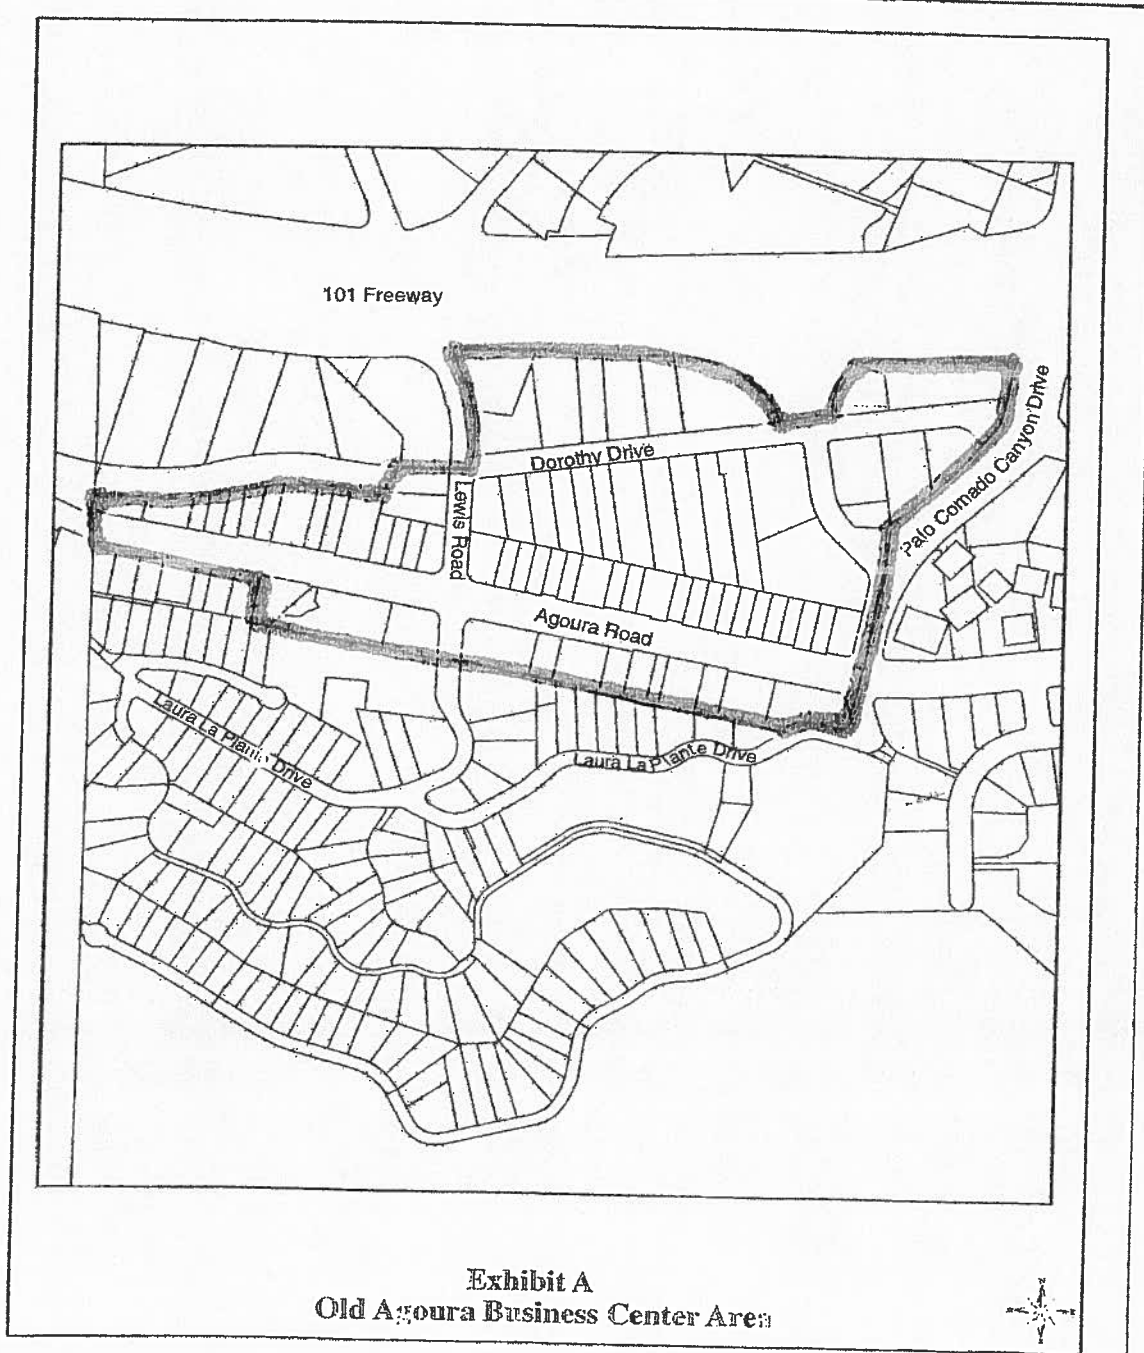 101 Freeway
Dorothy Drive
Palo Comado Canyon Drive
Lewis Road
Agoura Road
Laura La Plante Drive
Laura La Plante Drive
Exhibit A
Old Agoura Business Center Area
N